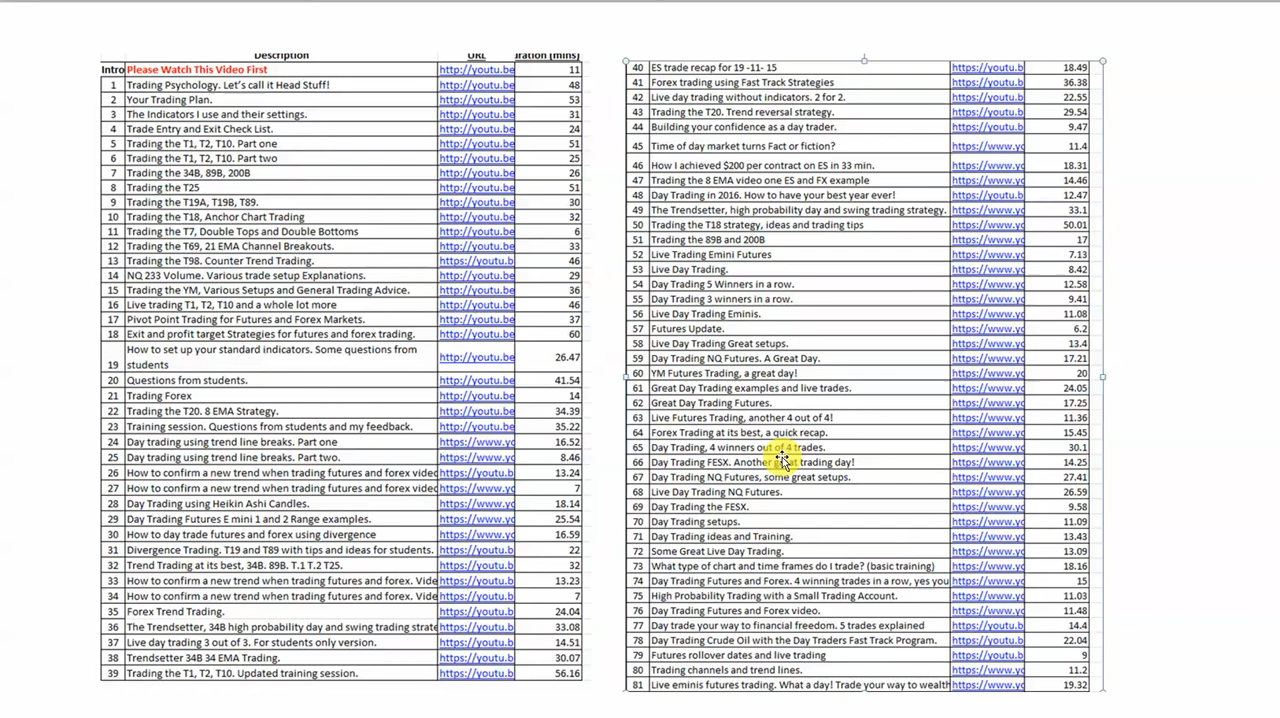 Description URL uration (mins)
Intro Please Watch This Video First http://youtu.be 11
1 Trading Psychology. Let's call it Head Stuff! http://youtu.be 48
2 Your Trading Plan. http://youtu.be 53
3 The Indicators I use and their settings. http://youtu.be 31
4 Trade Entry and Exit Check List. http://youtu.be 24
5 Trading the T1, T2, T10. Part one http://youtu.be 51
6 Trading the T1, T2, T10. Part two http://youtu.be 25
7 Trading the 34B, 89B, 200B http://youtu.be 26
8 Trading the T25 http://youtu.be 51
9 Trading the T19A, T19B, T89. http://youtu.be 30
10 Trading the T18, Anchor Chart Trading http://youtu.be 32
11 Trading the T7, Double Tops and Double Bottoms http://youtu.be 6
12 Trading the T69, 21 EMA Channel Breakouts. http://youtu.be 33
13 Trading the T98. Counter Trend Trading. https://youtu.b 46
14 NQ 233 Volume. Various trade setup Explanations. http://youtu.be 29
15 Trading the YM, Various Setups and General Trading Advice. http://youtu.be 36
16 Live trading T1, T2, T10 and a whole lot more http://youtu.be 46
17 Pivot Point Trading for Futures and Forex Markets. http://youtu.be 37
18 Exit and profit target Strategies for futures and forex trading. http://youtu.be 60
How to set up your standard indicators. Some questions from
19 students http://youtu.be 26.47
20 Questions from students. http://youtu.be 41.54
21 Trading Forex http://youtu.be 14
22 Trading the T20. 8 EMA Strategy. http://youtu.be 34.39
23 Training session. Questions from students and my feedback. http://youtu.be 35.22
24 Day trading using trend line breaks. Part one https://www.yo 16.52
25 Day trading using trend line breaks. Part two. https://www.yo 8.46
26 How to confirm a new trend when trading futures and forex video https://youtu.b 13.24
27 How to confirm a new trend when trading futures and forex video https://www.yo 7
28 Day Trading using Heikin Ashi Candles. https://www.yo 18.14
29 Day Trading Futures E mini 1 and 2 Range examples. https://www.yo 25.54
30 How to day trade futures and forex using divergence https://www.yo 16.59
31 Divergence Trading. T19 and T89 with tips and ideas for students. https://youtu.b 22
32 Trend Trading at its best, 34B. 89B. T.1 T.2 T25. https://youtu.b 32
33 How to confirm a new trend when trading futures and forex. Vide https://youtu.b 13.23
34 How to confirm a new trend when trading futures and forex. Vide https://www.yo 7
35 Forex Trend Trading. https://youtu.b 24.04
36 The Trendsetter, 34B high probability day and swing trading strate https://www.yo 33.08
37 Live day trading 3 out of 3. For students only version. https://youtu.b 14.51
38 Trendsetter 34B 34 EMA Trading. https://youtu.b 30.07
39 Trading the T1, T2, T10. Updated training session. https://youtu.b 56.16
40 ES trade recap for 19 -11- 15 https://youtu.b 18.49
41 Forex trading using Fast Track Strategies https://youtu.b 36.38
42 Live day trading without indicators. 2 for 2. https://youtu.b 22.55
43 Trading the T20. Trend reversal strategy. https://youtu.b 29.54
44 Building your confidence as a day trader. https://youtu.b 9.47
45 Time of day market turns Fact or fiction? https://www.yo 11.4
46 How I achieved $200 per contract on ES in 33 min. https://www.yo 18.31
47 Trading the 8 EMA video one ES and FX example https://www.yo 14.46
48 Day Trading in 2016. How to have your best year ever! https://youtu.b 12.47
49 The Trendsetter, high probability day and swing trading strategy. https://www.yo 33.1
50 Trading the T18 strategy, ideas and trading tips https://www.yo 50.01
51 Trading the 89B and 200B https://www.yo 17
52 Live Trading Emini Futures https://www.yo 7.13
53 Live Day Trading. https://www.yo 8.42
54 Day Trading 5 Winners in a row. https://www.yo 12.58
55 Day Trading 3 winners in a row. https://www.yo 9.41
56 Live Day Trading Eminis. https://www.yo 11.08
57 Futures Update. https://www.yo 6.2
58 Live Day Trading Great setups. https://www.yo 13.4
59 Day Trading NQ Futures. A Great Day. https://www.yo 17.21
60 YM Futures Trading, a great day! https://www.yo 20
61 Great Day Trading examples and live trades. https://www.yo 24.05
62 Great Day Trading Futures. https://www.yo 17.25
63 Live Futures Trading, another 4 out of 4! https://www.yo 11.36
64 Forex Trading at its best, a quick recap. https://www.yo 15.45
65 Day Trading, 4 winners out of 4 trades. https://www.yo 30.1
66 Day Trading FESX. Another great trading day! https://www.yo 14.25
67 Day Trading NQ Futures, some great setups. https://www.yo 27.41
68 Live Day Trading NQ Futures. https://www.yo 26.59
69 Day Trading the FESX. https://www.yo 9.58
70 Day Trading setups. https://www.yo 11.09
71 Day Trading ideas and Training. https://www.yo 13.43
72 Some Great Live Day Trading. https://www.yo 13.09
73 What type of chart and time frames do I trade? (basic training) https://www.yo 18.16
74 Day Trading Futures and Forex. 4 winning trades in a row, yes you https://www.yo 15
75 High Probability Trading with a Small Trading Account. https://www.yo 11.03
76 Day Trading Futures and Forex video. https://www.yo 11.48
77 Day trade your way to financial freedom. 5 trades explained https://www.yo 14.4
78 Day Trading Crude Oil with the Day Traders Fast Track Program. https://www.yo 22.04
79 Futures rollover dates and live trading https://youtu.b 9
80 Trading channels and trend lines. https://www.yo 11.2
81 Live eminis futures trading. What a day! Trade your way to wealth https://www.yo 19.32